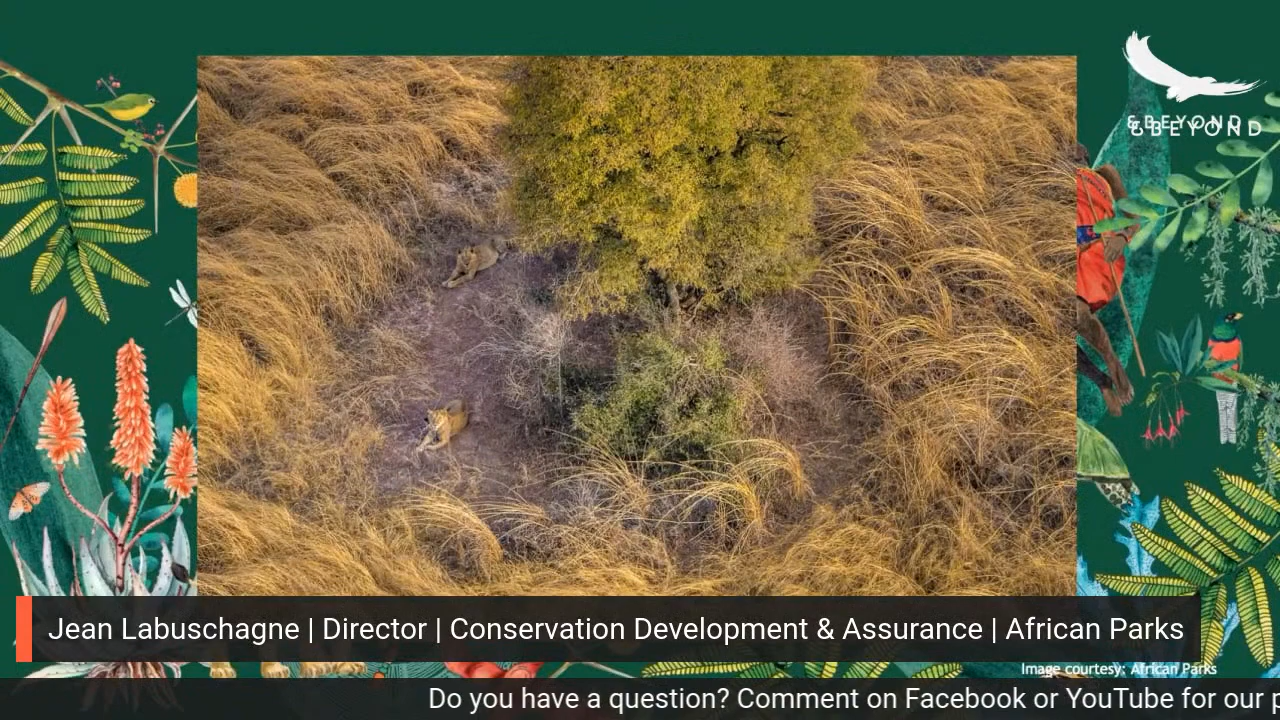 &BEYOND
&BEYOND
Jean Labuschagne | Director | Conservation Development & Assurance | African Parks
Image courtesy: African Parks
Do you have a question? Comment on Facebook or YouTube for our p